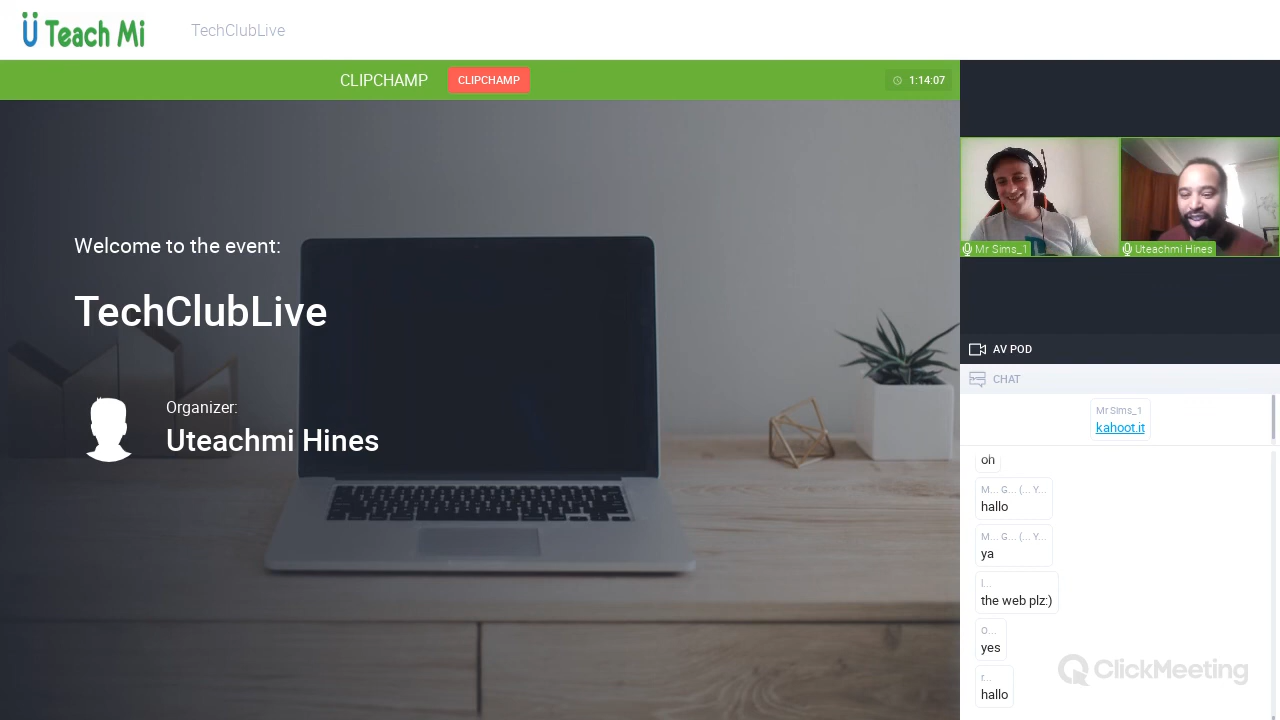 Ü Teach Mi
TechClubLive
CLIPCHAMP
CLIPCHAMP
1:14:07
Welcome to the event:
TechClubLive
Organizer:
Uteachmi Hines
Mr Sims_1
Uteachmi Hines
AV POD
CHAT
Mr Sims_1
kahoot.it
oh
M... G... (... Y...
hallo
M... G... (... Y...
ya
I...
the web plz:)
O...
yes
r...
hallo
ClickMeeting